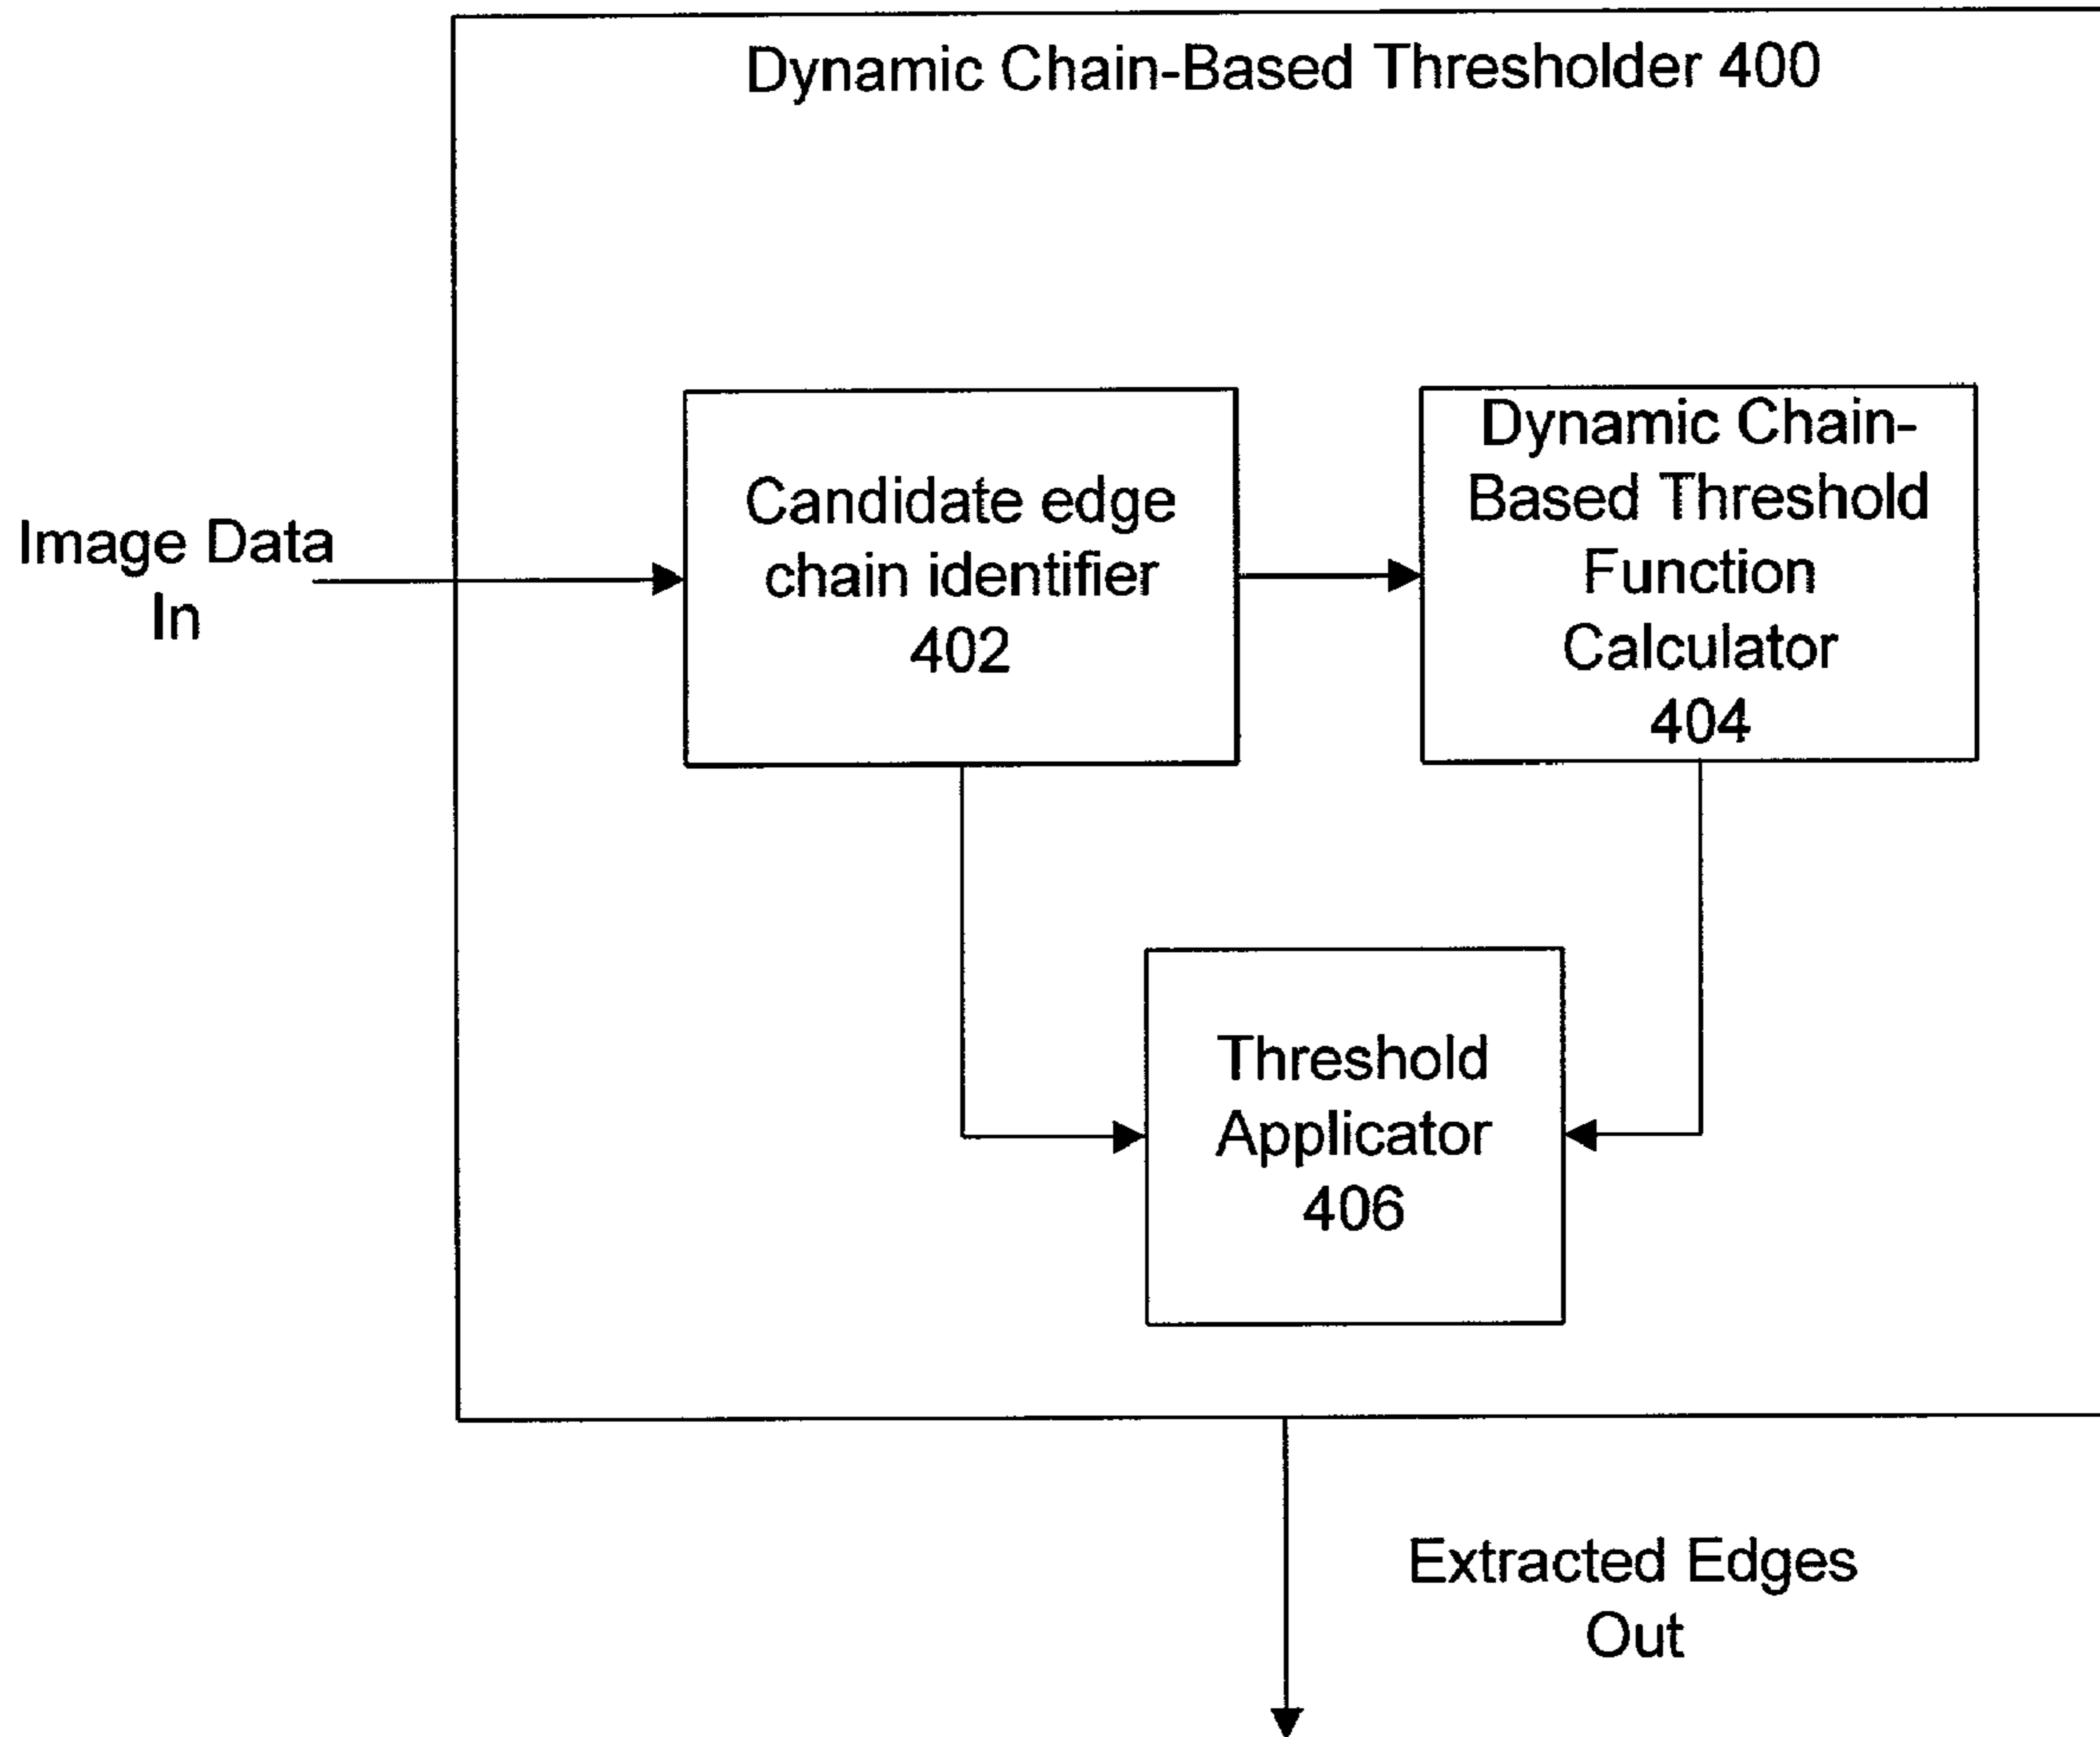 Dynamic Chain-Based Thresholder 400
Image Data
In
Candidate edge
chain identifier
402
Dynamic Chain-
Based Threshold
Function
Calculator
404
Threshold
Applicator
406
Extracted Edges
Out